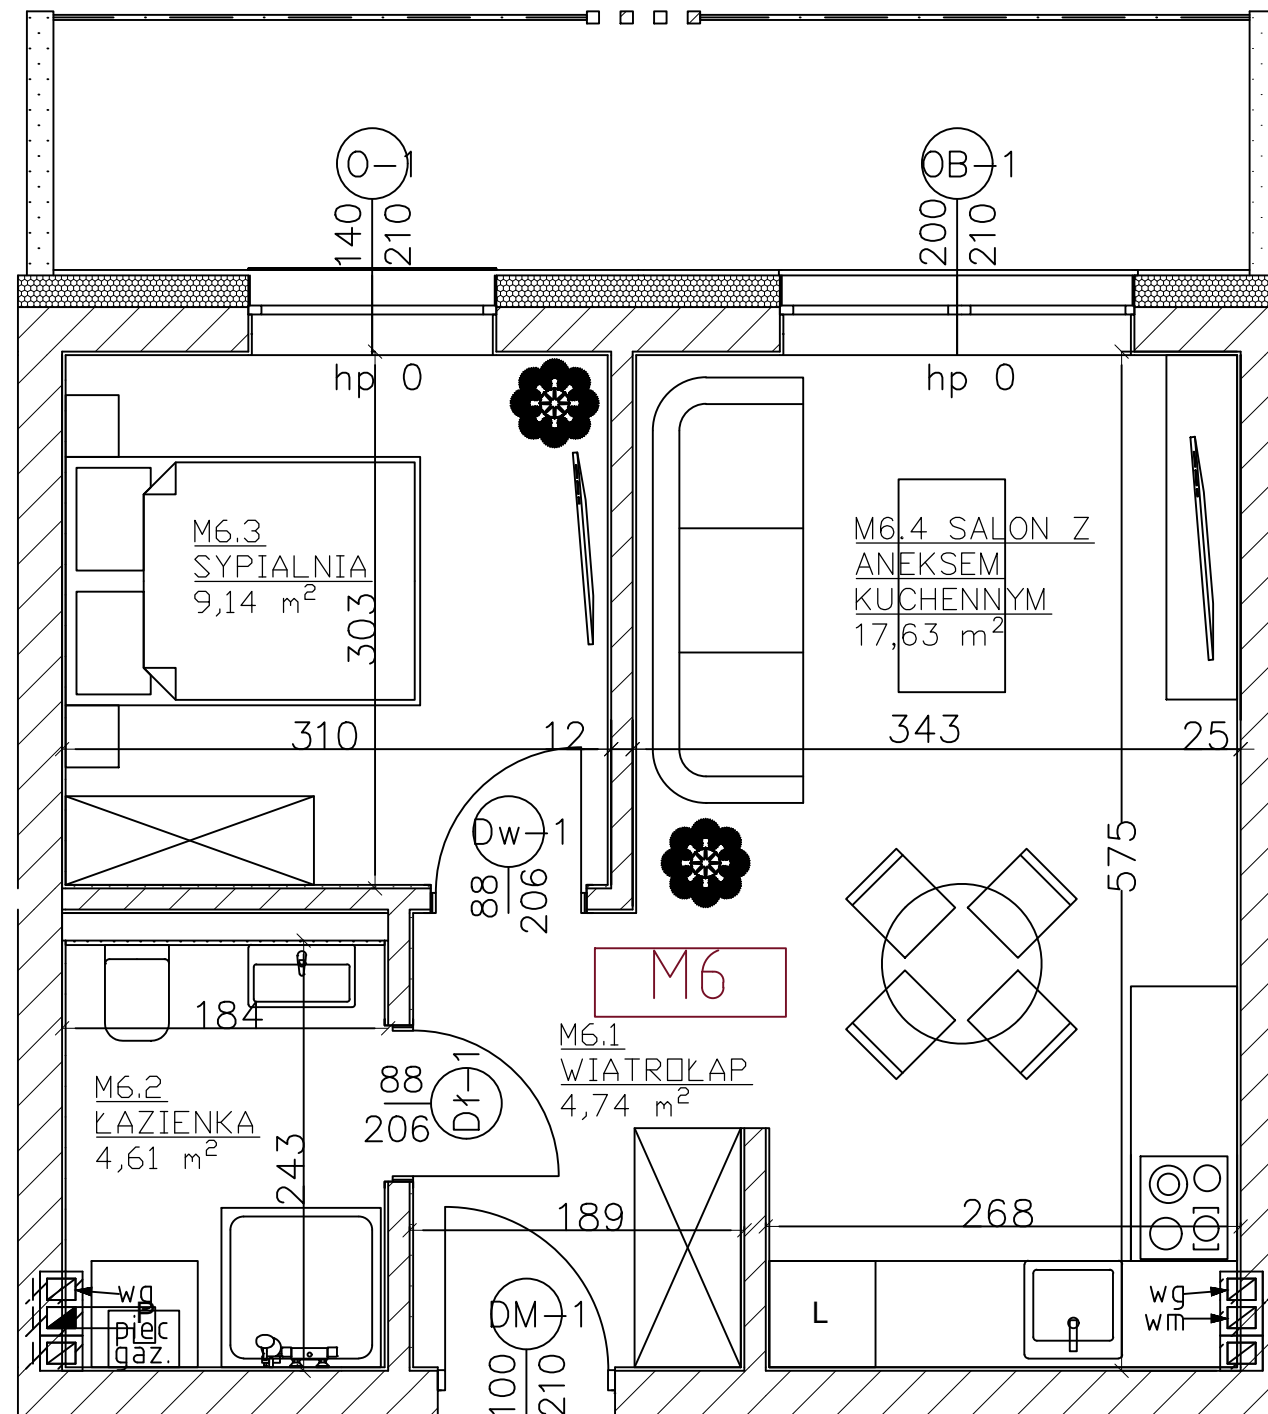 O-1
140
210
OB-1
200
210
hp 0
hp 0
M6.3
SYPIALNIA
9,14 m²
303
M6.4 SALON Z
ANEKSEM
KUCHENNYM
17,63 m²
310
12
343
25
Dw-1
88
206
575
M6
184
M6.1
WIATROŁAP
4,74 m²
88
206
Dł-1
M6.2
ŁAZIENKA
4,61 m²
243
189
268
wg
P
piec
gaz.
DM-1
100
210
L
wg
wm